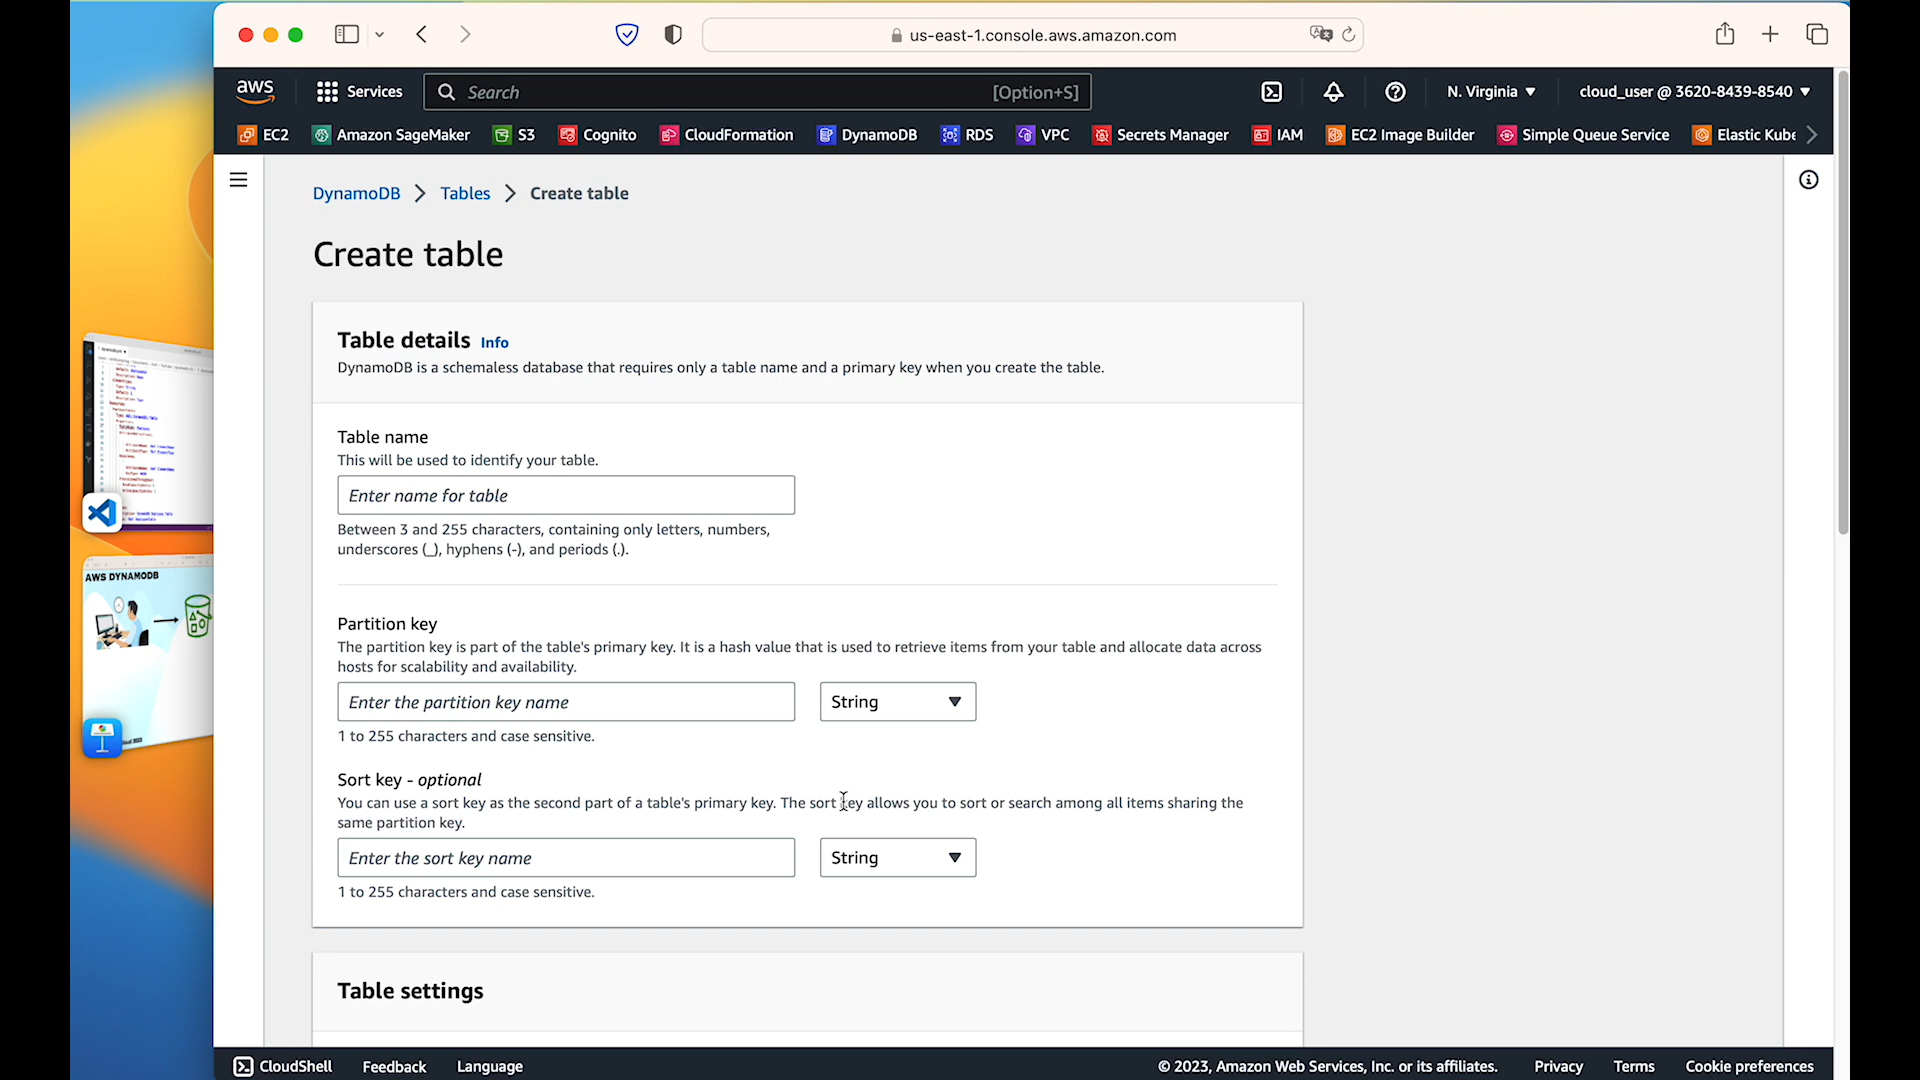 us-east-1.console.aws.amazon.com
aws
Services
Search
[Option+S]
N. Virginia
cloud_user @ 3620-8439-8540
EC2
Amazon SageMaker
S3
Cognito
CloudFormation
DynamoDB
RDS
VPC
Secrets Manager
IAM
EC2 Image Builder
Simple Queue Service
Elastic Kube
DynamoDB
Tables
Create table
Create table
Table details Info
DynamoDB is a schemaless database that requires only a table name and a primary key when you create the table.
Table name
This will be used to identify your table.
Enter name for table
Between 3 and 255 characters, containing only letters, numbers,
underscores (_), hyphens (-), and periods (.).
Partition key
The partition key is part of the table's primary key. It is a hash value that is used to retrieve items from your table and allocate data across
hosts for scalability and availability.
Enter the partition key name
String
1 to 255 characters and case sensitive.
Sort key - optional
You can use a sort key as the second part of a table's primary key. The sort key allows you to sort or search among all items sharing the
same partition key.
Enter the sort key name
String
1 to 255 characters and case sensitive.
Table settings
AWS DYNAMODB
CloudShell
Feedback
Language
© 2023, Amazon Web Services, Inc. or its affiliates.
Privacy
Terms
Cookie preferences